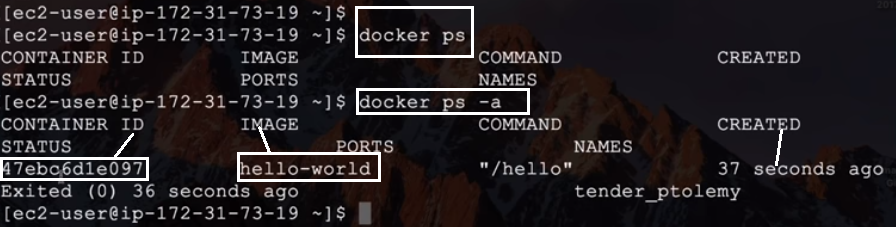 [ec2-user@ip-172-31-73-19 ~]$
[ec2-user@ip-172-31-73-19 ~]$ docker ps
CONTAINER ID IMAGE COMMAND CREATED
STATUS PORTS NAMES
[ec2-user@ip-172-31-73-19 ~]$ docker ps -a
CONTAINER ID IMAGE COMMAND CREATED
STATUS PORTS NAMES
47ebc6d1e097 hello-world "/hello" 37 seconds ago
Exited (0) 36 seconds ago tender_ptolemy
[ec2-user@ip-172-31-73-19 ~]$